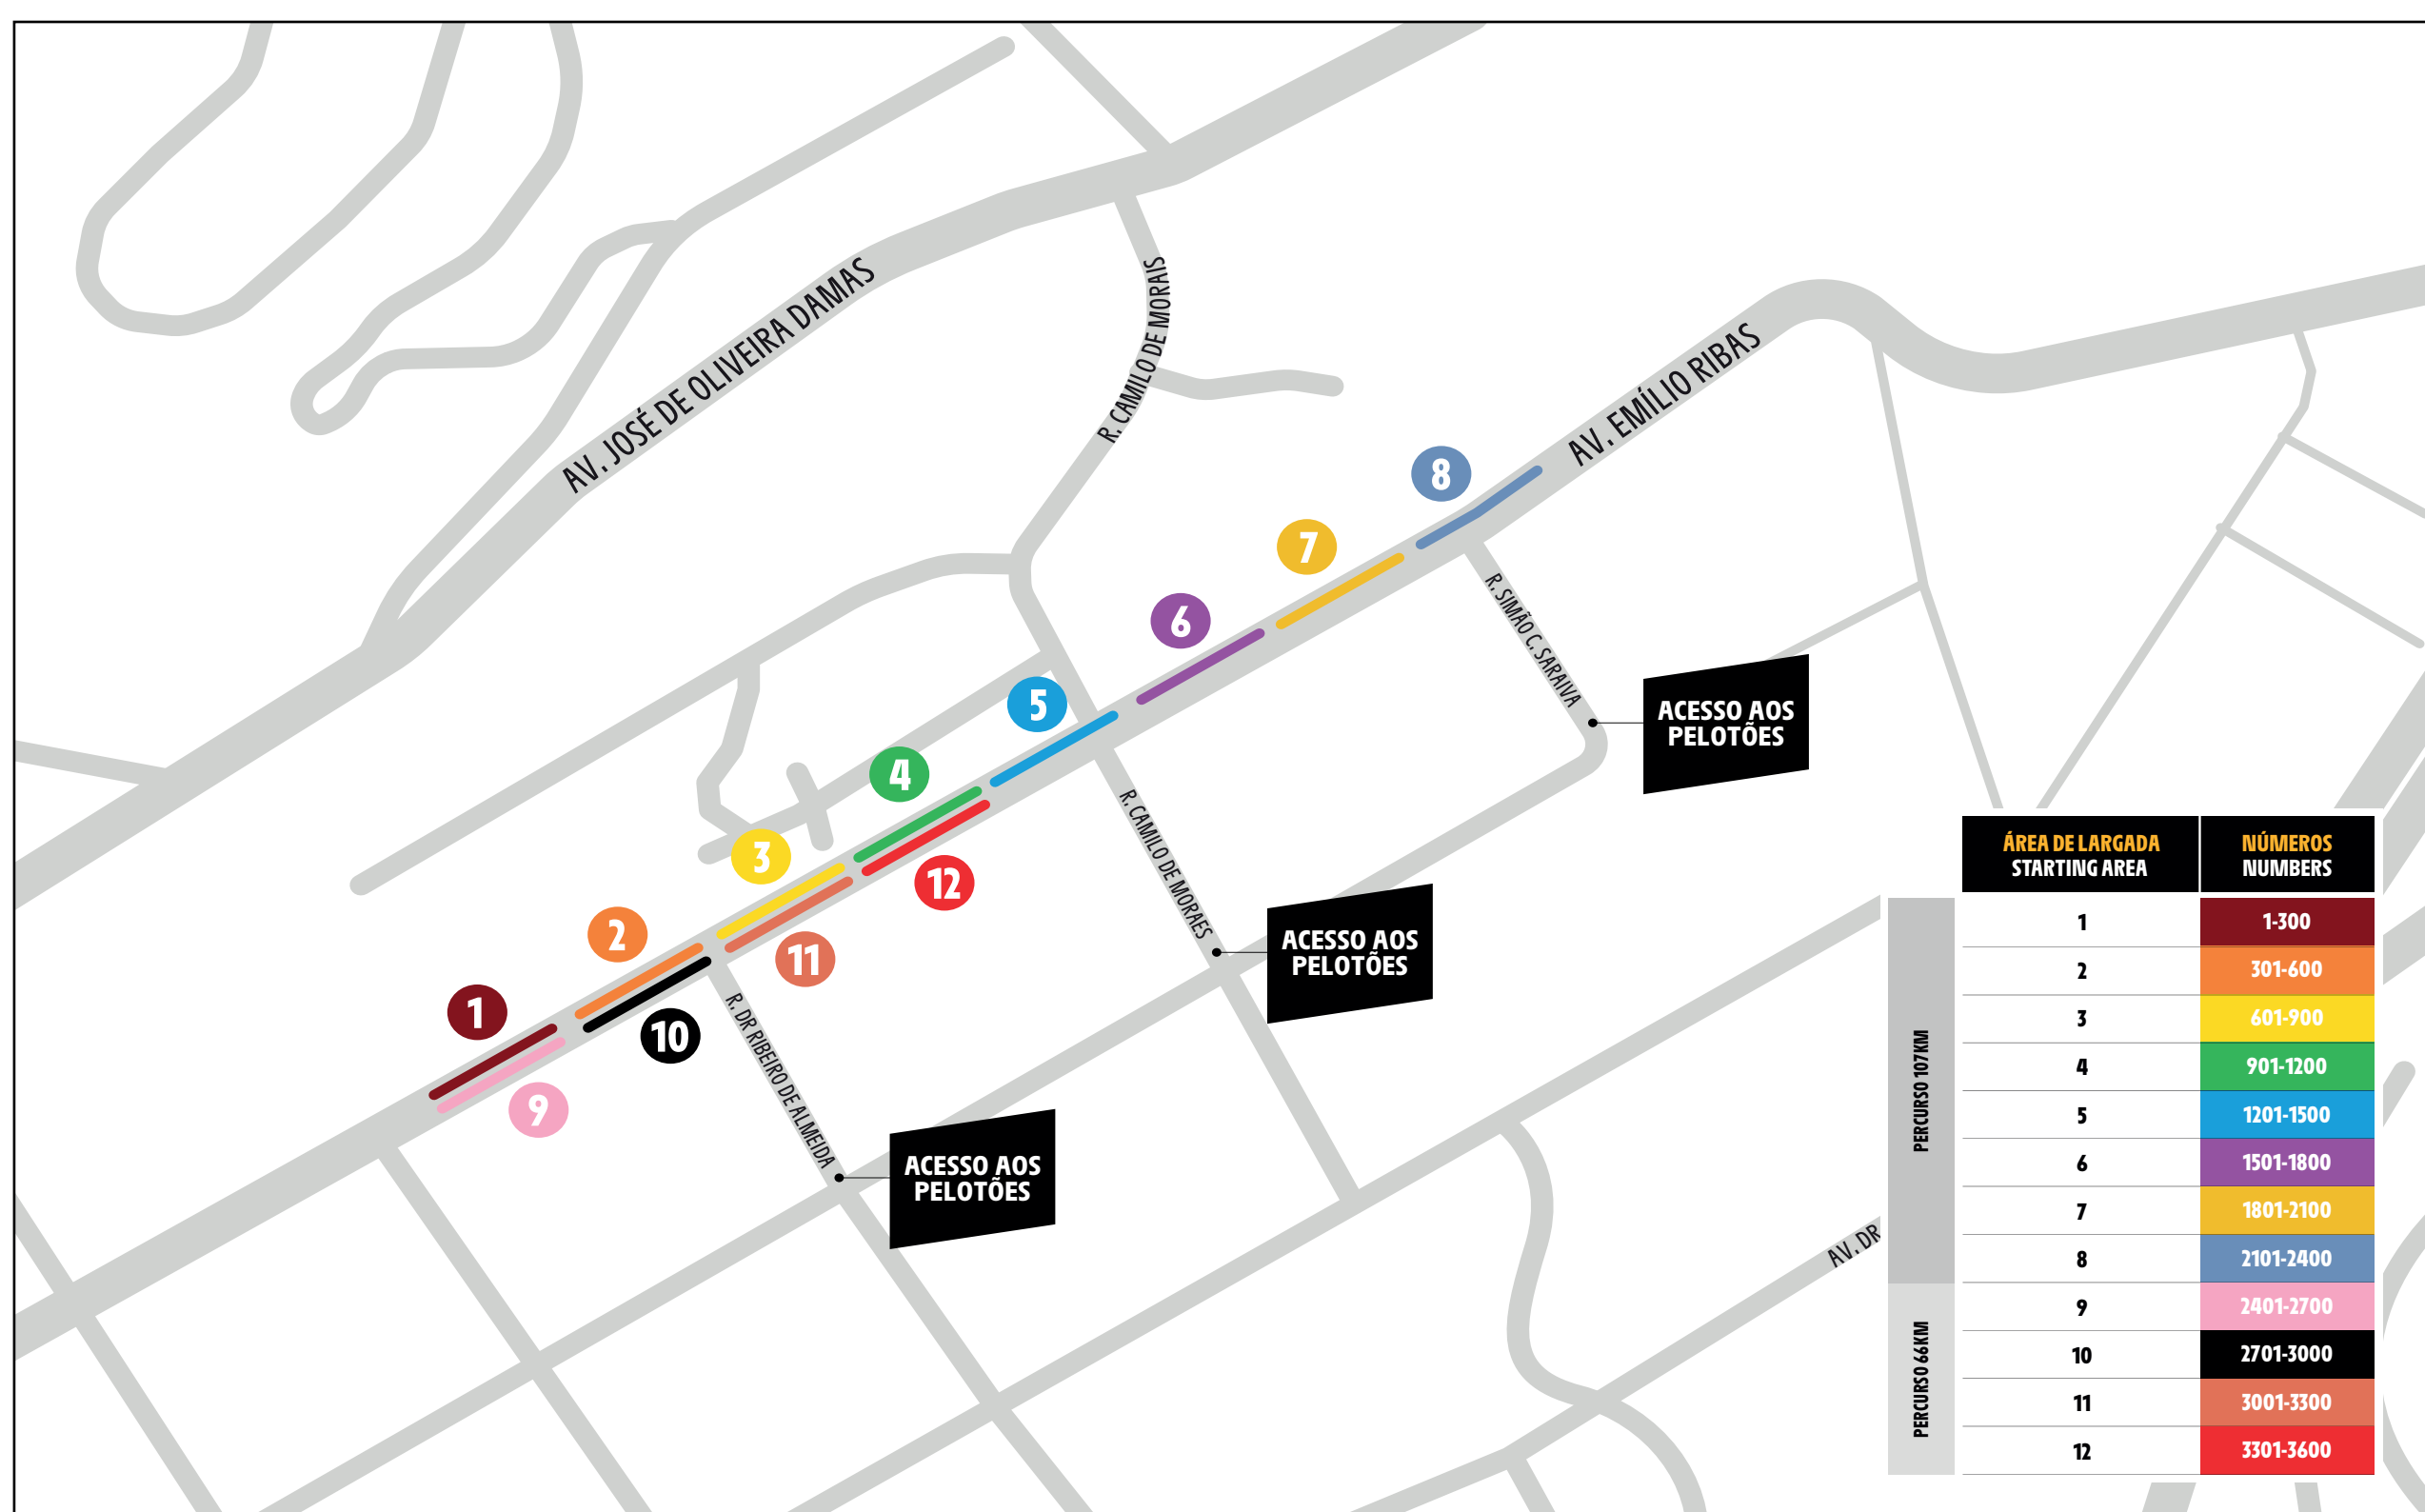 AV. JOSÉ DE OLIVEIRA DAMAS
R. CAMILO DE MORAIS
AV. EMÍLIO RIBAS
8
7
R. SIMÃO C. SARAIVA
6
ACESSO AOS
PELOTÕES
5
4
R. CAMILO DE MORAES
3
12
2
11
ACESSO AOS
PELOTÕES
1
10
R. DR RIBEIRO DE ALMEIDA
9
ACESSO AOS
PELOTÕES
AV. DR
ÁREA DE LARGADA NÚMEROS
STARTING AREA NUMBERS
PERCURSO 107KM
1 1-300
2 301-600
3 601-900
4 901-1200
5 1201-1500
6 1501-1800
7 1801-2100
8 2101-2400
PERCURSO 66KM
9 2401-2700
10 2701-3000
11 3001-3300
12 3301-3600